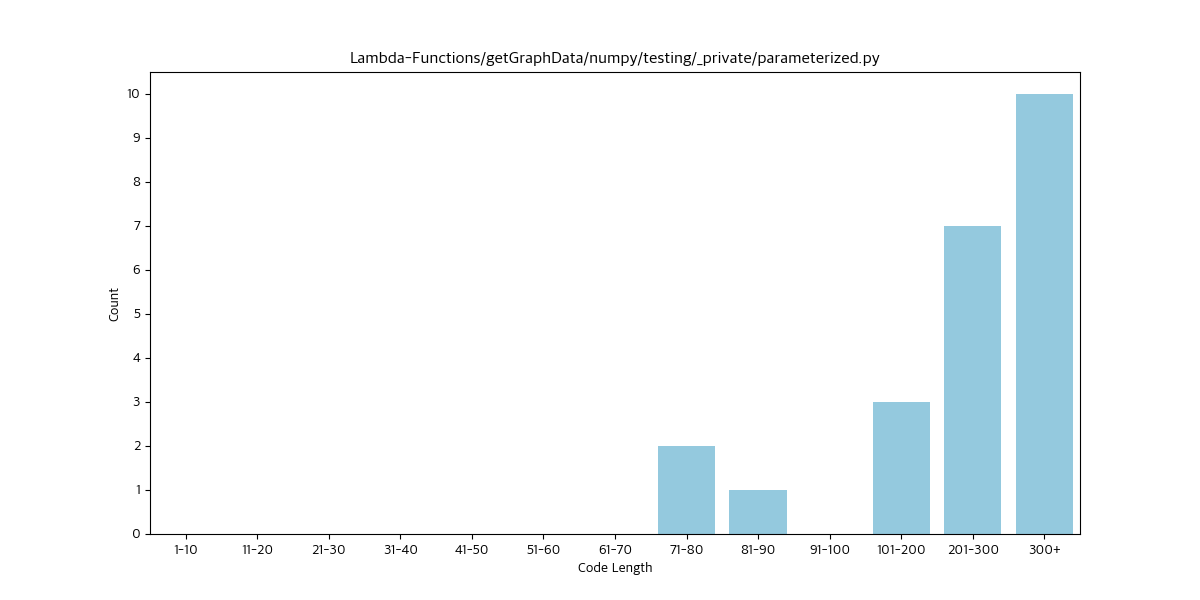 Lambda-Functions/getGraphData/numpy/testing/_private/parameterized.py
10
9
8
7
6
5
4
3
2
1
0
Count
1-10 11-20 21-30 31-40 41-50 51-60 61-70 71-80 81-90 91-100 101-200 201-300 300+
Code Length